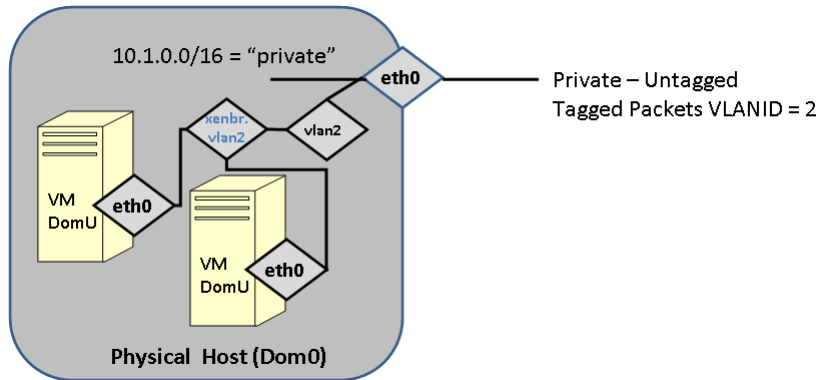 10.1.0.0/16 = “private”
eth0
Private – Untagged
Tagged Packets VLANID = 2
xenbr.
vlan2
vlan2
VM
DomU
eth0
VM
DomU
eth0
Physical Host (Dom0)